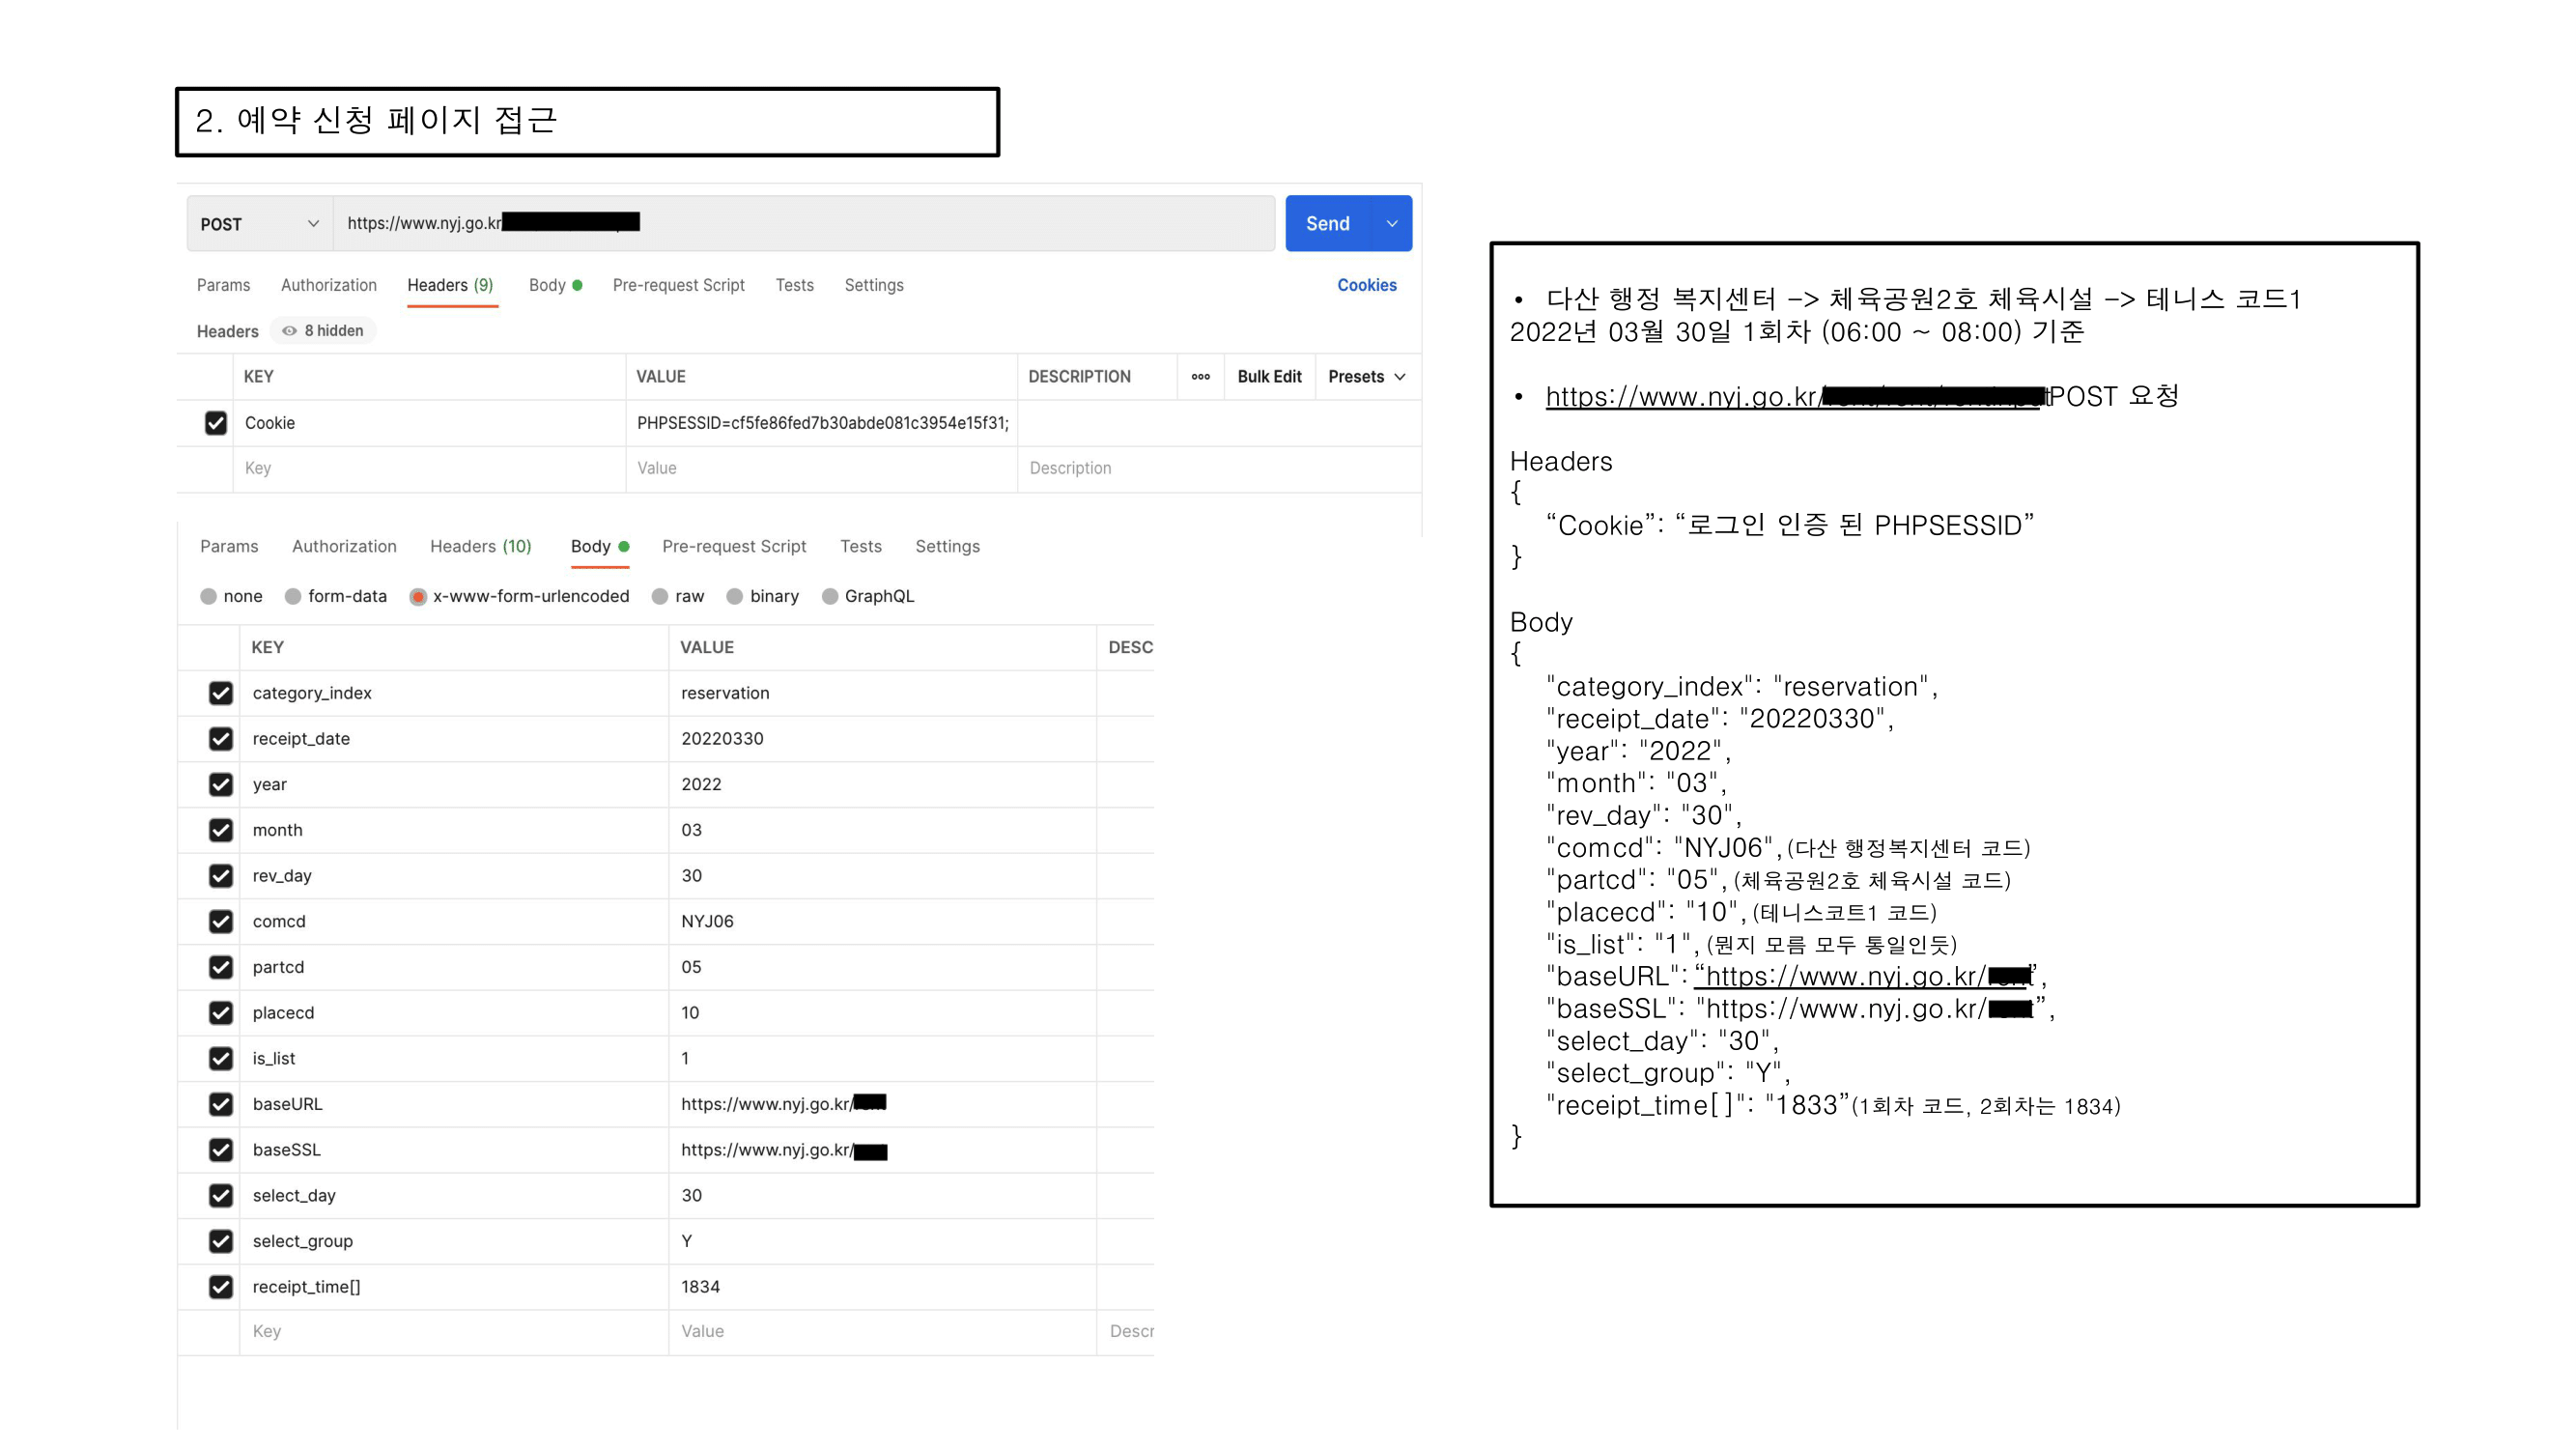 2. 예약 신청 페이지 접근
POST
https://www.nyj.go.kr
Send
Params Authorization Headers (9) Body Pre-request Script Tests Settings Cookies
Headers 8 hidden
KEY VALUE DESCRIPTION ooo Bulk Edit Presets
Cookie PHPSESSID=cf5fe86fed7b30abde081c3954e15f31;
Key Value Description
Params Authorization Headers (10) Body Pre-request Script Tests Settings
none form-data x-www-form-urlencoded raw binary GraphQL
KEY VALUE DESC
category_index reservation
receipt_date 20220330
year 2022
month 03
rev_day 30
comcd NYJ06
partcd 05
placecd 10
is_list 1
baseURL https://www.nyj.go.kr/
baseSSL https://www.nyj.go.kr/
select_day 30
select_group Y
receipt_time[] 1834
Key Value Descr
• 다산 행정 복지센터 –> 체육공원2호 체육시설 –> 테니스 코드1
2022년 03월 30일 1회차 (06:00 ~ 08:00) 기준
• https://www.nyj.go.kr/ POST 요청
Headers
{
“Cookie”: “로그인 인증 된 PHPSESSID”
}
Body
{
"category_index": "reservation",
"receipt_date": "20220330",
"year": "2022",
"month": "03",
"rev_day": "30",
"comcd": "NYJ06", (다산 행정복지센터 코드)
"partcd": "05", (체육공원2호 체육시설 코드)
"placecd": "10", (테니스코트1 코드)
"is_list": "1", (뭔지 모름 모두 통일인듯)
"baseURL": “https://www.nyj.go.kr/”,
"baseSSL": "https://www.nyj.go.kr/”,
"select_day": "30",
"select_group": "Y",
"receipt_time[]": "1833” (1회차 코드, 2회차는 1834)
}